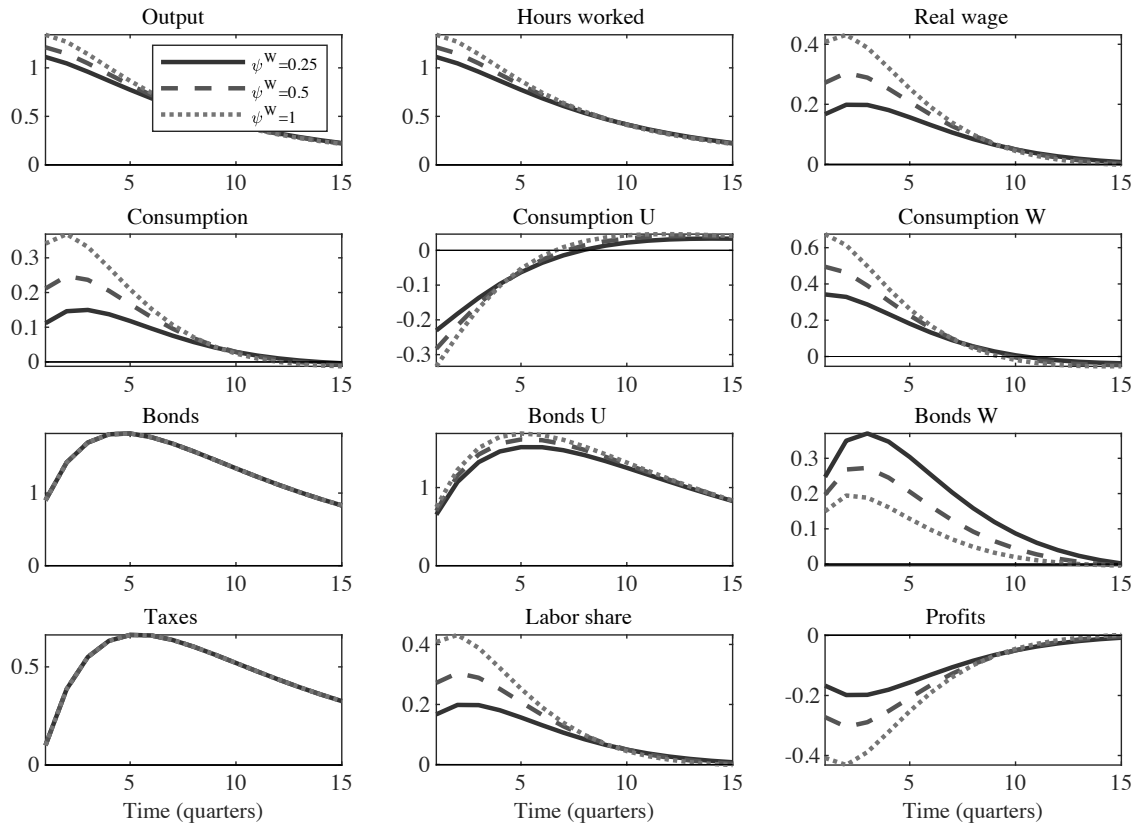 Output Hours worked Real wage
1
0.5
0
5 10 15
ψ^W=0.25
ψ^W=0.5
ψ^W=1
1
0.5
0
5 10 15
0.4
0.2
0
5 10 15
Consumption Consumption U Consumption W
0.3
0.2
0.1
0
5 10 15
0
-0.1
-0.2
-0.3
5 10 15
0.6
0.4
0.2
0
5 10 15
Bonds Bonds U Bonds W
1
0
5 10 15
1
0
5 10 15
0.3
0.2
0.1
0
5 10 15
Taxes Labor share Profits
0.5
0
5 10 15
0.4
0.2
0
5 10 15
0
-0.2
-0.4
5 10 15
Time (quarters) Time (quarters) Time (quarters)